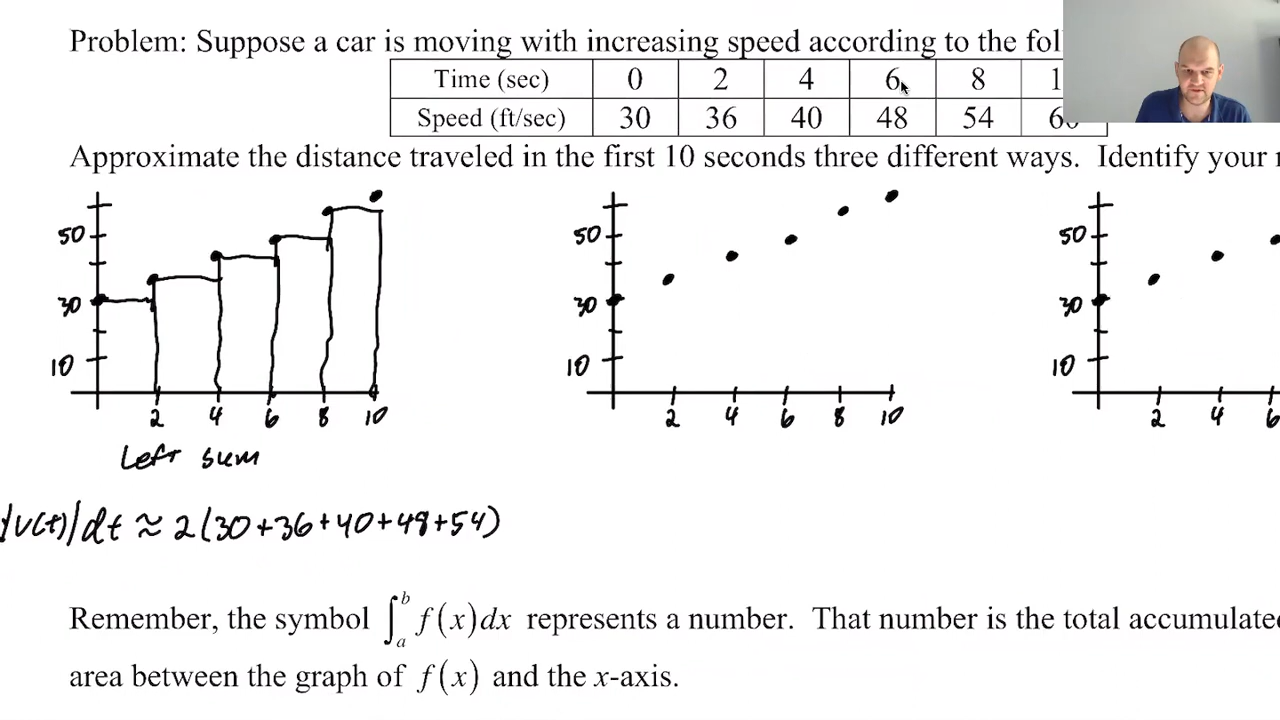 Problem: Suppose a car is moving with increasing speed according to the fol
Time (sec) 0 2 4 6 8 1
Speed (ft/sec) 30 36 40 48 54 60
Approximate the distance traveled in the first 10 seconds three different ways. Identify your
50 30 10
2 4 6 8 10
Left sum
50 30 10
2 4 6 8 10
50 30 10
2 4 6
|v(t)|dt ≈ 2(30+36+40+48+54)
Remember, the symbol ∫_a^b f(x)dx represents a number. That number is the total accumulated
area between the graph of f(x) and the x-axis.